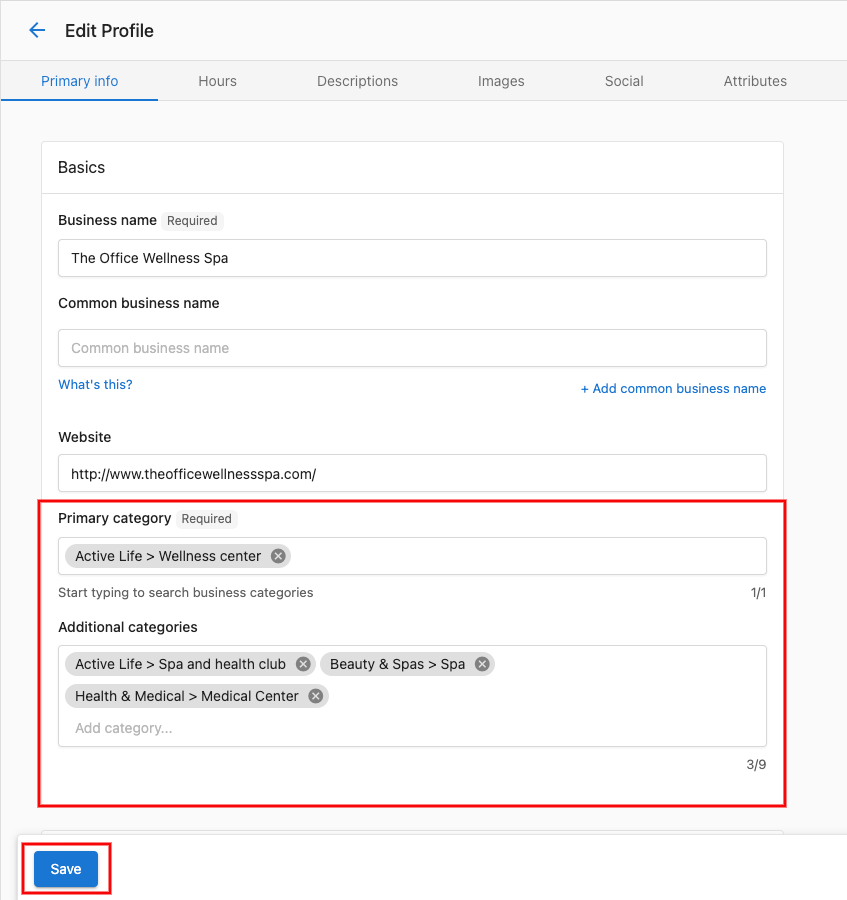 Edit Profile
Primary info Hours Descriptions Images Social Attributes
Basics
Business name Required
The Office Wellness Spa
Common business name
Common business name
What's this? + Add common business name
Website
http://www.theofficewellnessspa.com/
Primary category Required
Active Life > Wellness center
Start typing to search business categories 1/1
Additional categories
Active Life > Spa and health club Beauty & Spas > Spa
Health & Medical > Medical Center
Add category...
3/9
Save